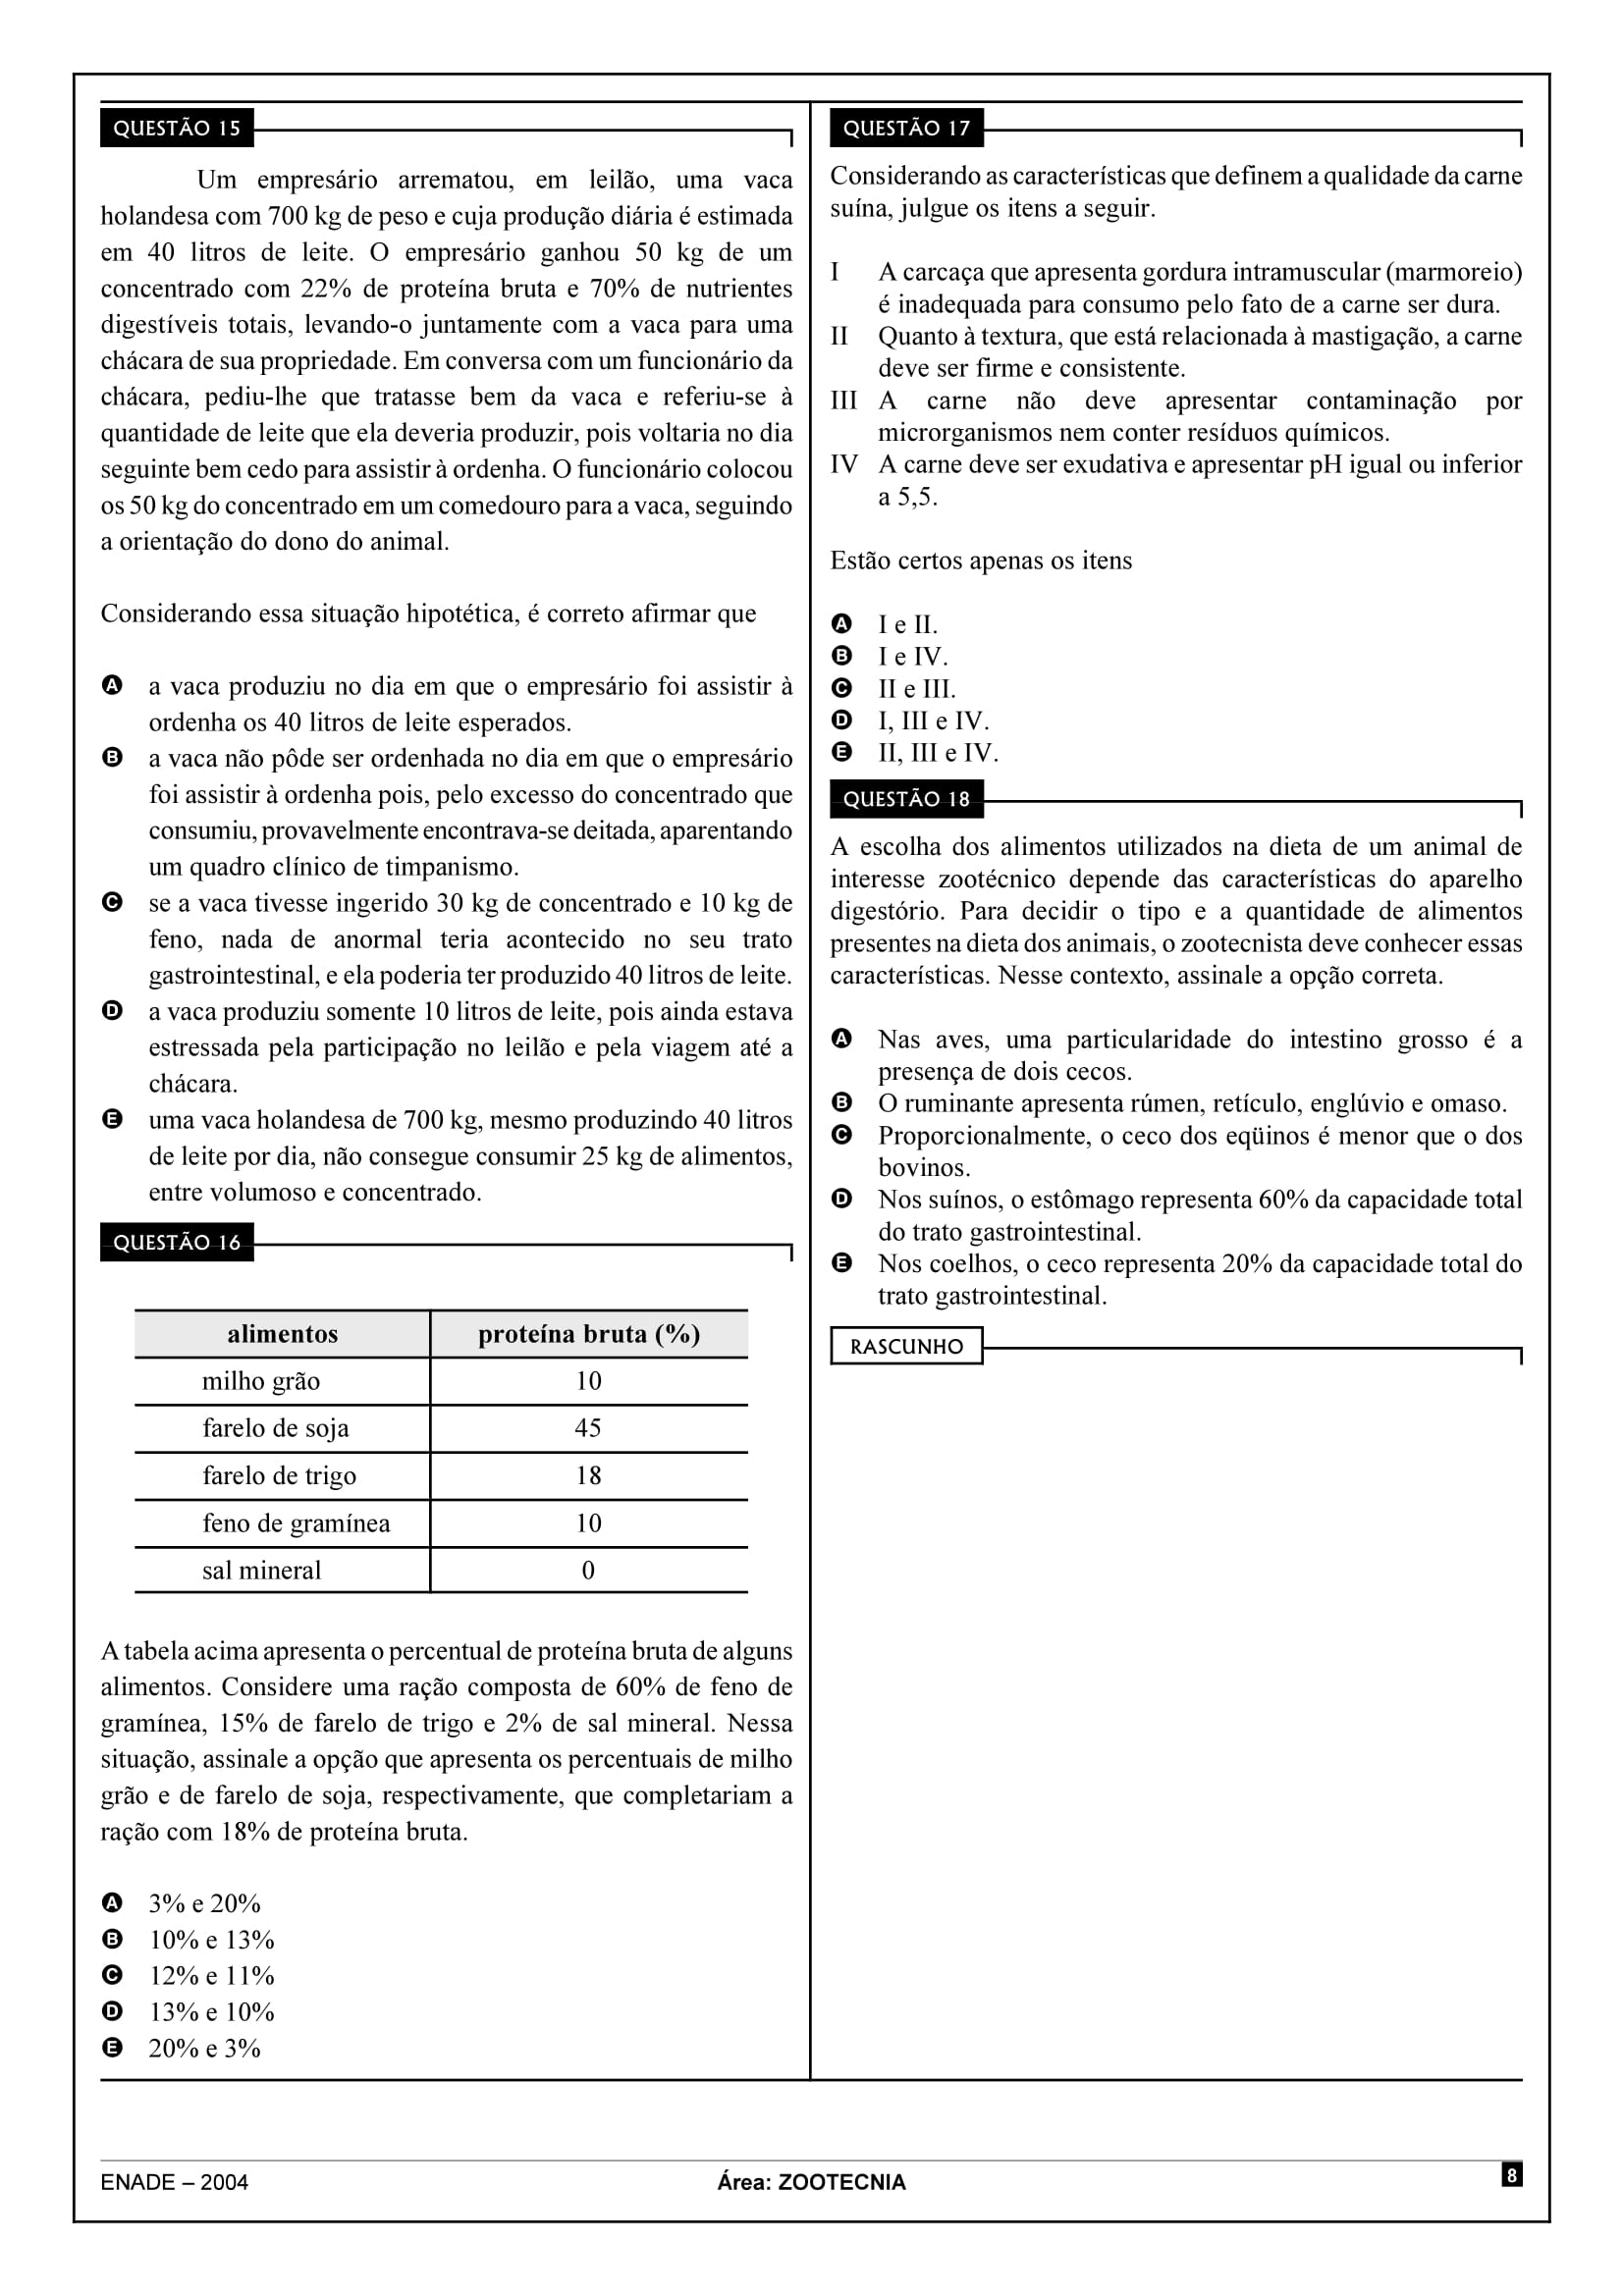 QUESTÃO 15
Um empresário arrematou, em leilão, uma vaca
holandesa com 700 kg de peso e cuja produção diária é estimada
em 40 litros de leite. O empresário ganhou 50 kg de um
concentrado com 22% de proteína bruta e 70% de nutrientes
digestíveis totais, levando-o juntamente com a vaca para uma
chácara de sua propriedade. Em conversa com um funcionário da
chácara, pediu-lhe que tratasse bem da vaca e referiu-se à
quantidade de leite que ela deveria produzir, pois voltaria no dia
seguinte bem cedo para assistir à ordenha. O funcionário colocou
os 50 kg do concentrado em um comedouro para a vaca, seguindo
a orientação do dono do animal.
Considerando essa situação hipotética, é correto afirmar que
A a vaca produziu no dia em que o empresário foi assistir à
ordenha os 40 litros de leite esperados.
B a vaca não pôde ser ordenhada no dia em que o empresário
foi assistir à ordenha pois, pelo excesso do concentrado que
consumiu, provavelmente encontrava-se deitada, aparentando
um quadro clínico de timpanismo.
C se a vaca tivesse ingerido 30 kg de concentrado e 10 kg de
feno, nada de anormal teria acontecido no seu trato
gastrointestinal, e ela poderia ter produzido 40 litros de leite.
D a vaca produziu somente 10 litros de leite, pois ainda estava
estressada pela participação no leilão e pela viagem até a
chácara.
E uma vaca holandesa de 700 kg, mesmo produzindo 40 litros
de leite por dia, não consegue consumir 25 kg de alimentos,
entre volumoso e concentrado.
QUESTÃO 16
alimentos proteína bruta (%)
milho grão 10
farelo de soja 45
farelo de trigo 18
feno de gramínea 10
sal mineral 0
A tabela acima apresenta o percentual de proteína bruta de alguns
alimentos. Considere uma ração composta de 60% de feno de
gramínea, 15% de farelo de trigo e 2% de sal mineral. Nessa
situação, assinale a opção que apresenta os percentuais de milho
grão e de farelo de soja, respectivamente, que completariam a
ração com 18% de proteína bruta.
A 3% e 20%
B 10% e 13%
C 12% e 11%
D 13% e 10%
E 20% e 3%
QUESTÃO 17
Considerando as características que definem a qualidade da carne
suína, julgue os itens a seguir.
I A carcaça que apresenta gordura intramuscular (marmoreio)
é inadequada para consumo pelo fato de a carne ser dura.
II Quanto à textura, que está relacionada à mastigação, a carne
deve ser firme e consistente.
III A carne não deve apresentar contaminação por
microrganismos nem conter resíduos químicos.
IV A carne deve ser exudativa e apresentar pH igual ou inferior
a 5,5.
Estão certos apenas os itens
A I e II.
B I e IV.
C II e III.
D I, III e IV.
E II, III e IV.
QUESTÃO 18
A escolha dos alimentos utilizados na dieta de um animal de
interesse zootécnico depende das características do aparelho
digestório. Para decidir o tipo e a quantidade de alimentos
presentes na dieta dos animais, o zootecnista deve conhecer essas
características. Nesse contexto, assinale a opção correta.
A Nas aves, uma particularidade do intestino grosso é a
presença de dois cecos.
B O ruminante apresenta rúmen, retículo, englúvio e omaso.
C Proporcionalmente, o ceco dos eqüinos é menor que o dos
bovinos.
D Nos suínos, o estômago representa 60% da capacidade total
do trato gastrointestinal.
E Nos coelhos, o ceco representa 20% da capacidade total do
trato gastrointestinal.
RASCUNHO
ENADE – 2004 Área: ZOOTECNIA 8